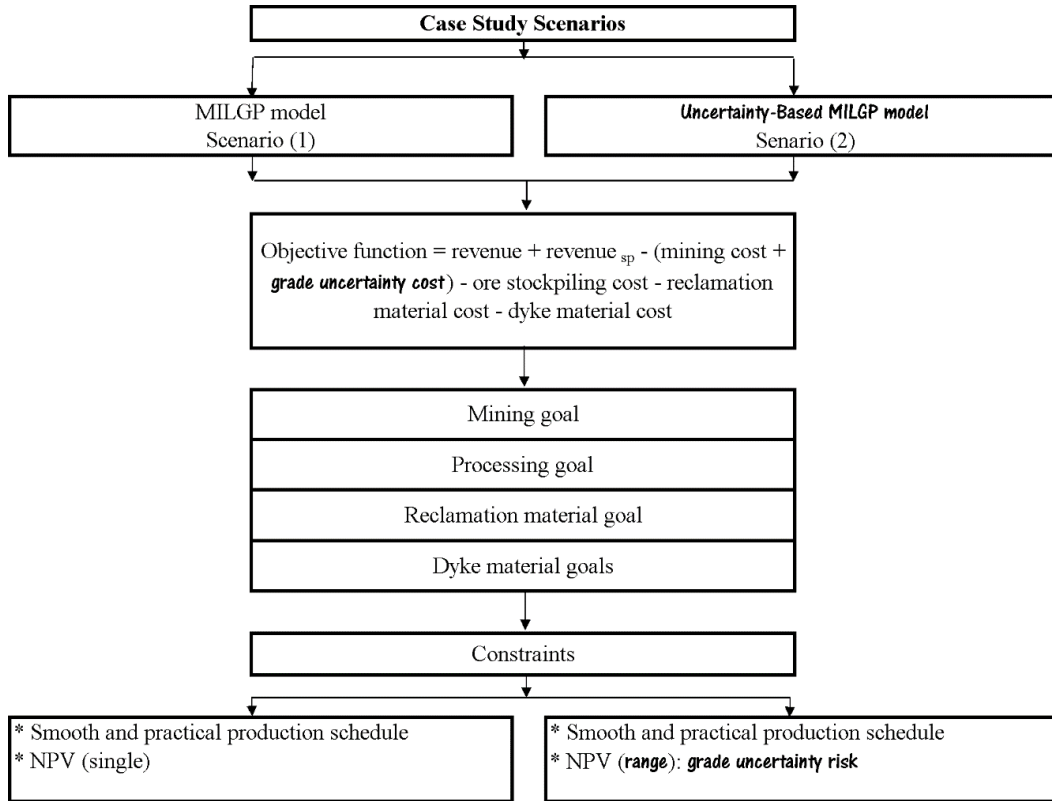 Case Study Scenarios
MILGP model
Scenario (1)
Uncertainty-Based MILGP model
Senario (2)
Objective function = revenue + revenue sp - (mining cost +
grade uncertainty cost) - ore stockpiling cost - reclamation
material cost - dyke material cost
Mining goal
Processing goal
Reclamation material goal
Dyke material goals
Constraints
* Smooth and practical production schedule
* NPV (single)
* Smooth and practical production schedule
* NPV (range): grade uncertainty risk